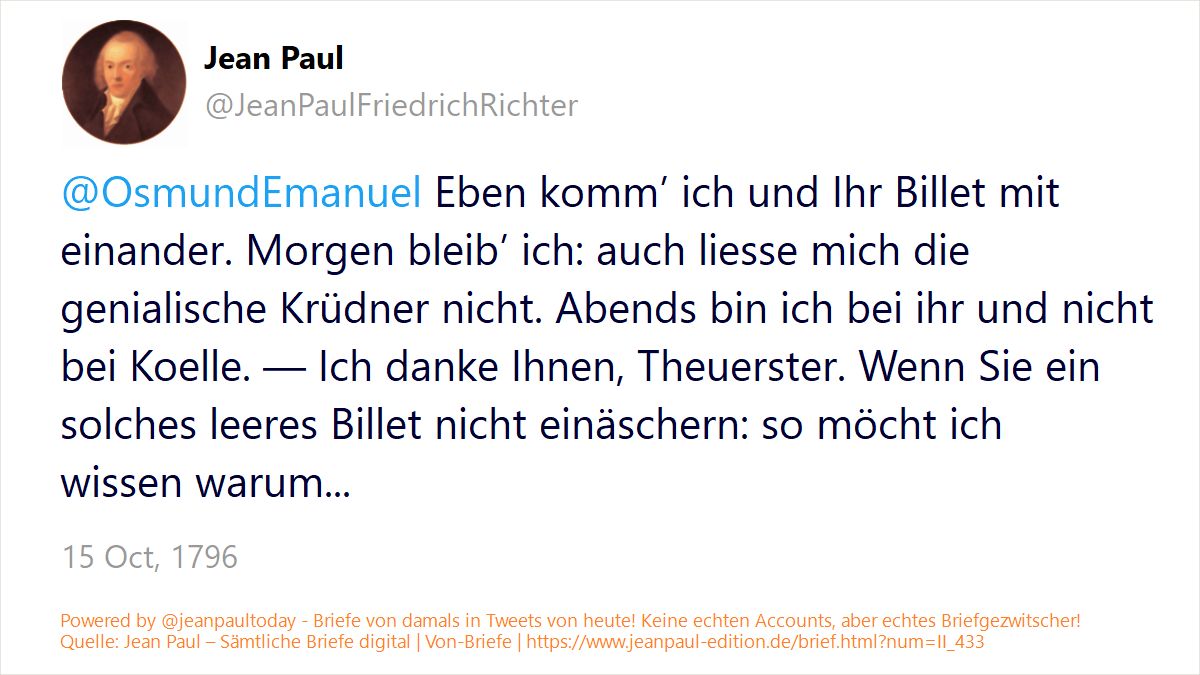 Jean Paul
@JeanPaulFriedrichRichter
@OsmundEmanuel Eben komm’ ich und Ihr Billet mit
einander. Morgen bleib’ ich: auch liesse mich die
genialische Krüdner nicht. Abends bin ich bei ihr und nicht
bei Koelle. — Ich danke Ihnen, Theuerster. Wenn Sie ein
solches leeres Billet nicht einäschern: so möcht ich
wissen warum...
15 Oct, 1796
Powered by @jeanpaultoday - Briefe von damals in Tweets von heute! Keine echten Accounts, aber echtes Briefgezwitscher!
Quelle: Jean Paul – Sämtliche Briefe digital | Von-Briefe | https://www.jeanpaul-edition.de/brief.html?num=II_433